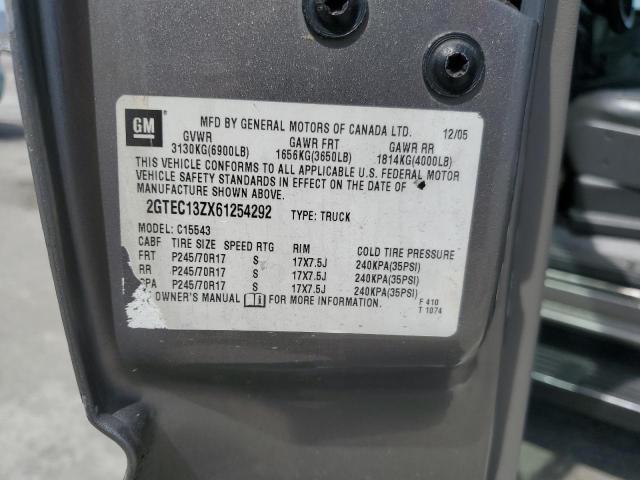 GM
MFD BY GENERAL MOTORS OF CANADA LTD. 12/05
GVWR GAWR FRT GAWR RR
3130KG(6900LB) 1656KG(3650LB) 1814KG(4000LB)
THIS VEHICLE CONFORMS TO ALL APPLICABLE U.S. FEDERAL MOTOR
VEHICLE SAFETY STANDARDS IN EFFECT ON THE DATE OF
MANUFACTURE SHOWN ABOVE.
2GTEC13ZX61254292 TYPE: TRUCK
MODEL: C15543
CABF TIRE SIZE SPEED RTG RIM COLD TIRE PRESSURE
FRT P245/70R17 S 17X7.5J 240KPA(35PSI)
RR P245/70R17 S 17X7.5J 240KPA(35PSI)
SPA P245/70R17 S 17X7.5J 240KPA(35PSI)
OWNER'S MANUAL FOR MORE INFORMATION.
F 410
T 1074